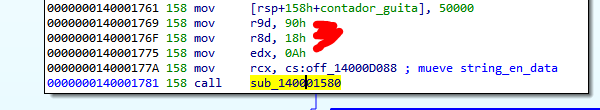 0000000140001761 158 mov [rsp+158h+contador_guita], 50000
0000000140001769 158 mov r9d, 90h
000000014000176F 158 mov r8d, 18h
0000000140001775 158 mov edx, 0Ah
000000014000177A 158 mov rcx, cs:off_14000D088 ; mueve string_en_data
0000000140001781 158 call sub_140001580